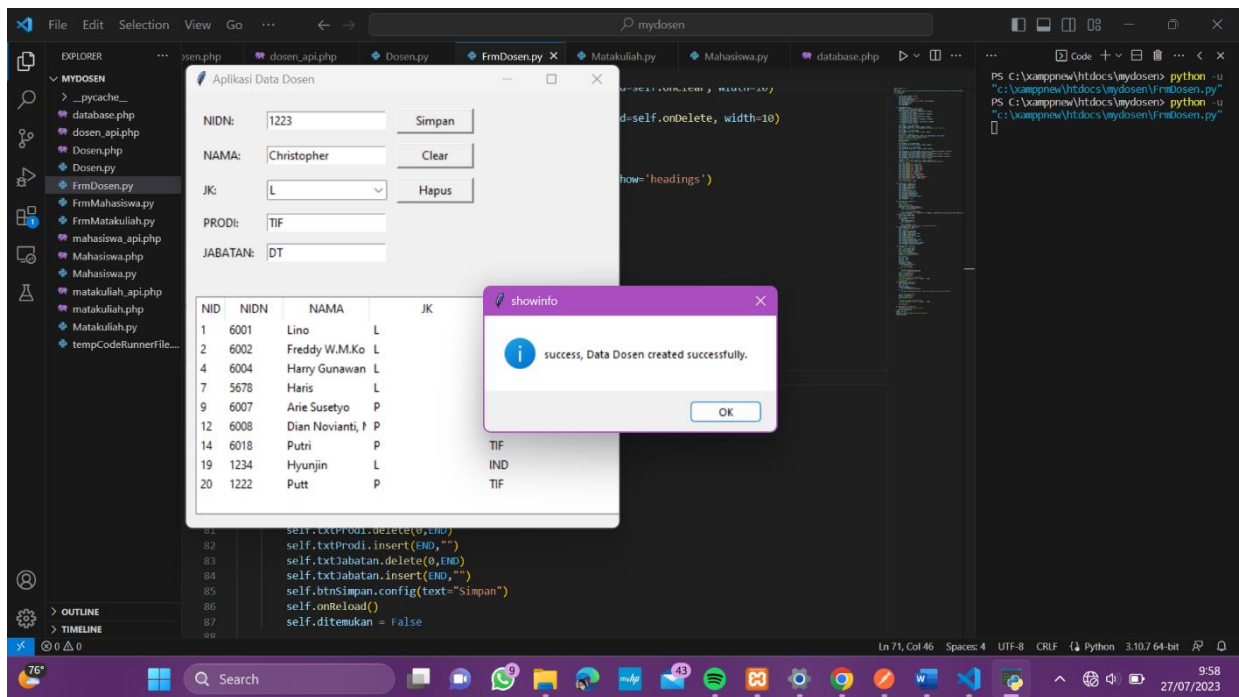 File Edit Selection View Go ··· mydosen
EXPLORER ···
MYDOSEN
__pycache__
database.php
dosen_api.php
Dosen.php
Dosen.py
FrmDosen.py
FrmMahasiswa.py
FrmMatakuliah.py
mahasiswa_api.php
Mahasiswa.php
Mahasiswa.py
matakuliah_api.php
matakuliah.php
Matakuliah.py
tempCodeRunnerFile....
OUTLINE
TIMELINE
osen.php dosen_api.php Dosen.py FrmDosen.py Matakuliah.py Mahasiswa.py database.php ···
Aplikasi Data Dosen
NIDN: 1223 Simpan
NAMA: Christopher Clear
JK: L Hapus
PRODI: TIF
JABATAN: DT
NID NIDN NAMA JK
1 6001 Lino L
2 6002 Freddy W.M.Ko L
4 6004 Harry Gunawan L
7 5678 Haris L
9 6007 Arie Susetyo P
12 6008 Dian Novianti, P
14 6018 Putri P TIF
19 1234 Hyunjin L IND
20 1222 Putt P TIF
showinfo
success, Data Dosen created successfully.
OK
d=self.onDelete, width=10)
how='headings')
self.txtProdi.delete(0,END)
82 self.txtProdi.insert(END,"")
83 self.txtJabatan.delete(0,END)
84 self.txtJabatan.insert(END,"")
85 self.btnSimpan.config(text="Simpan")
86 self.onReload()
87 self.ditemukan = False
88
··· Code ···
PS C:\xamppnew\htdocs\mydosen> python -u
"c:\xamppnew\htdocs\mydosen\FrmDosen.py"
PS C:\xamppnew\htdocs\mydosen> python -u
"c:\xamppnew\htdocs\mydosen\FrmDosen.py"
0 0 Ln 71, Col 46 Spaces: 4 UTF-8 CRLF Python 3.10.7 64-bit
76° Search 9 43 9:58
27/07/2023